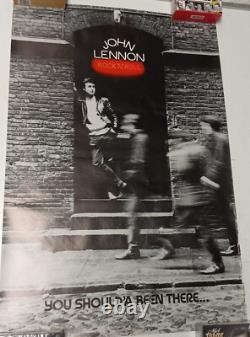 JOHN
LENNON
ROCK'N'ROLL
YOU SHOULD'A BEEN THERE...